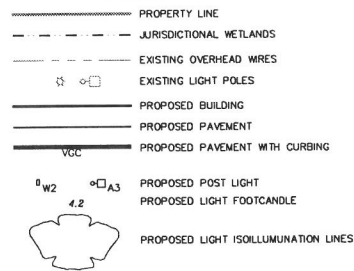 PROPERTY LINE
JURISDICTIONAL WETLANDS
EXISTING OVERHEAD WIRES
EXISTING LIGHT POLES
PROPOSED BUILDING
PROPOSED PAVEMENT
PROPOSED PAVEMENT WITH CURBING
VGC
W2 A3 PROPOSED POST LIGHT
4.2 PROPOSED LIGHT FOOTCANDLE
PROPOSED LIGHT ISOILLUMUNATION LINES